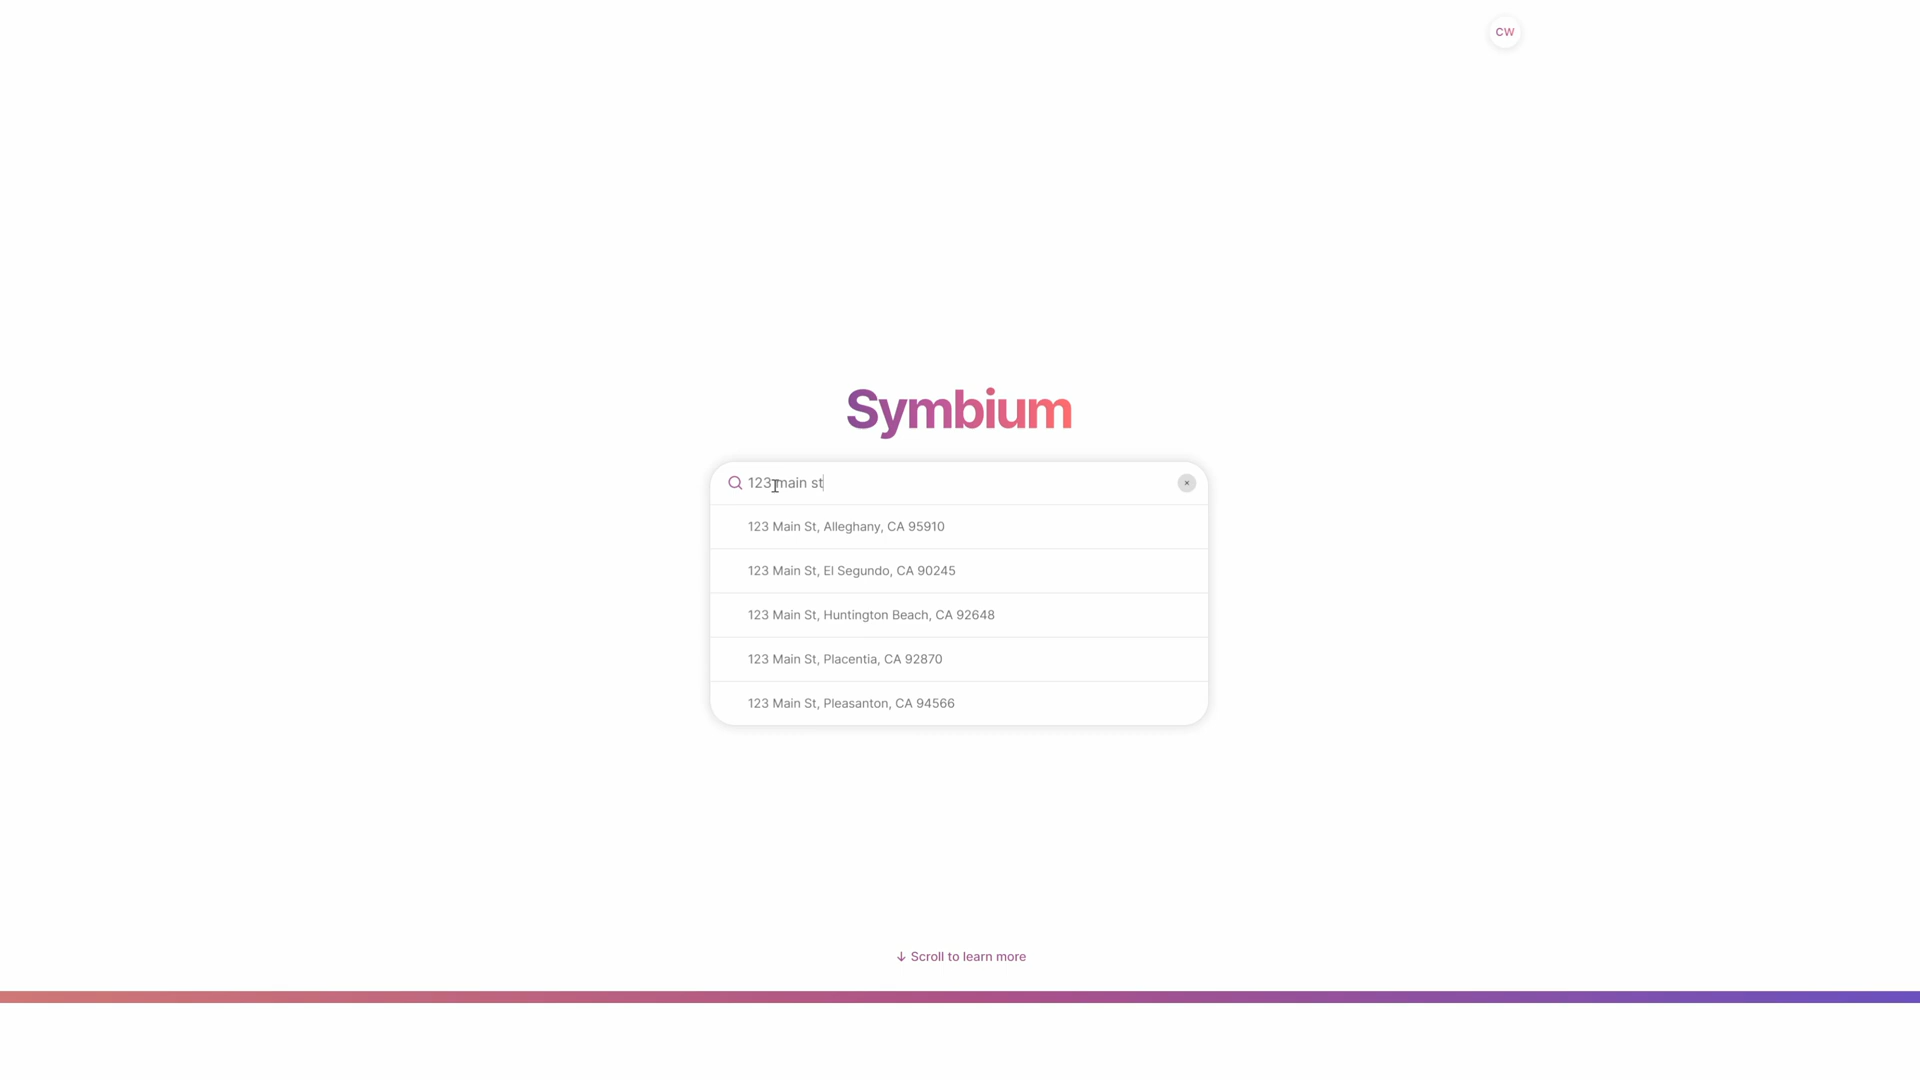 CW
Symbium
123 main st
123 Main St, Alleghany, CA 95910
123 Main St, El Segundo, CA 90245
123 Main St, Huntington Beach, CA 92648
123 Main St, Placentia, CA 92870
123 Main St, Pleasanton, CA 94566
↓ Scroll to learn more